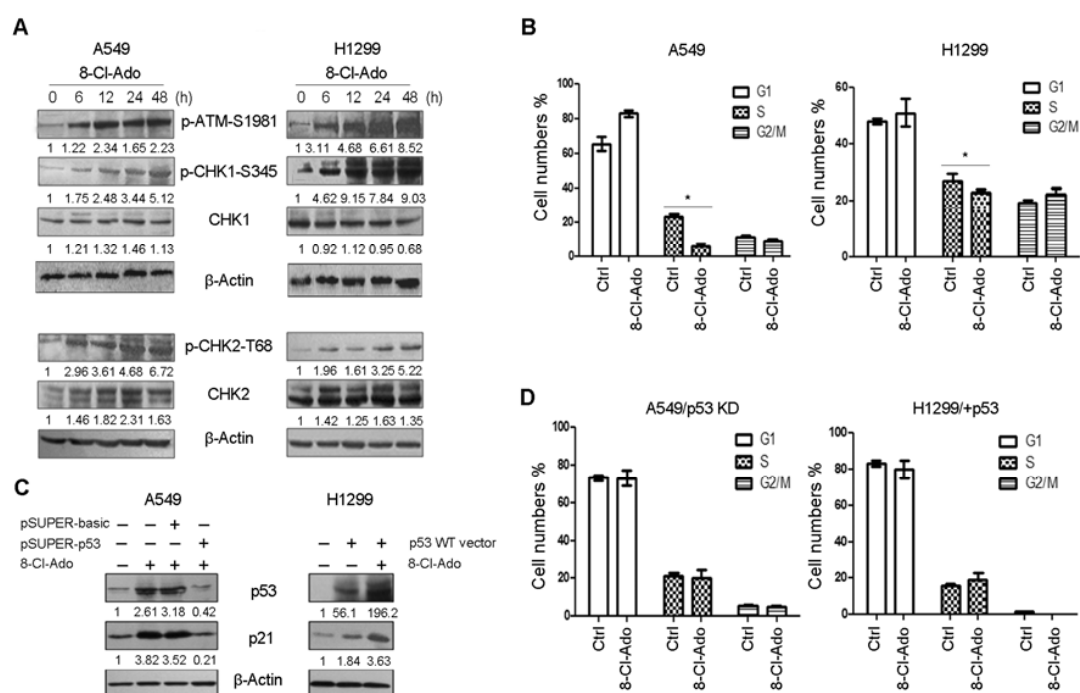 A
A549
8-Cl-Ado
0 6 12 24 48 (h)
H1299
8-Cl-Ado
0 6 12 24 48 (h)
p-ATM-S1981
1 1.22 2.34 1.65 2.23
1 3.11 4.68 6.61 8.52
p-CHK1-S345
1 1.75 2.48 3.44 5.12
1 4.62 9.15 7.84 9.03
CHK1
1 1.21 1.32 1.46 1.13
1 0.92 1.12 0.95 0.68
β-Actin
p-CHK2-T68
1 2.96 3.61 4.68 6.72
1 1.96 1.61 3.25 5.22
CHK2
1 1.46 1.82 2.31 1.63
1 1.42 1.25 1.63 1.35
β-Actin
B
A549
Cell numbers %
100
80
60
40
20
0
G1
S
G2/M
*
Ctrl
8-Cl-Ado
Ctrl
8-Cl-Ado
Ctrl
8-Cl-Ado
H1299
Cell numbers %
60
40
20
0
G1
S
G2/M
*
Ctrl
8-Cl-Ado
Ctrl
8-Cl-Ado
Ctrl
8-Cl-Ado
C
A549
pSUPER-basic – – + –
pSUPER-p53 – – – +
8-Cl-Ado – + + +
H1299
– + + p53 WT vector
– – + 8-Cl-Ado
p53
1 2.61 3.18 0.42
1 56.1 196.2
p21
1 3.82 3.52 0.21
1 1.84 3.63
β-Actin
D
A549/p53 KD
Cell numbers %
100
80
60
40
20
0
G1
S
G2/M
Ctrl
8-Cl-Ado
Ctrl
8-Cl-Ado
Ctrl
8-Cl-Ado
H1299/+p53
Cell numbers %
100
80
60
40
20
0
G1
S
G2/M
Ctrl
8-Cl-Ado
Ctrl
8-Cl-Ado
Ctrl
8-Cl-Ado